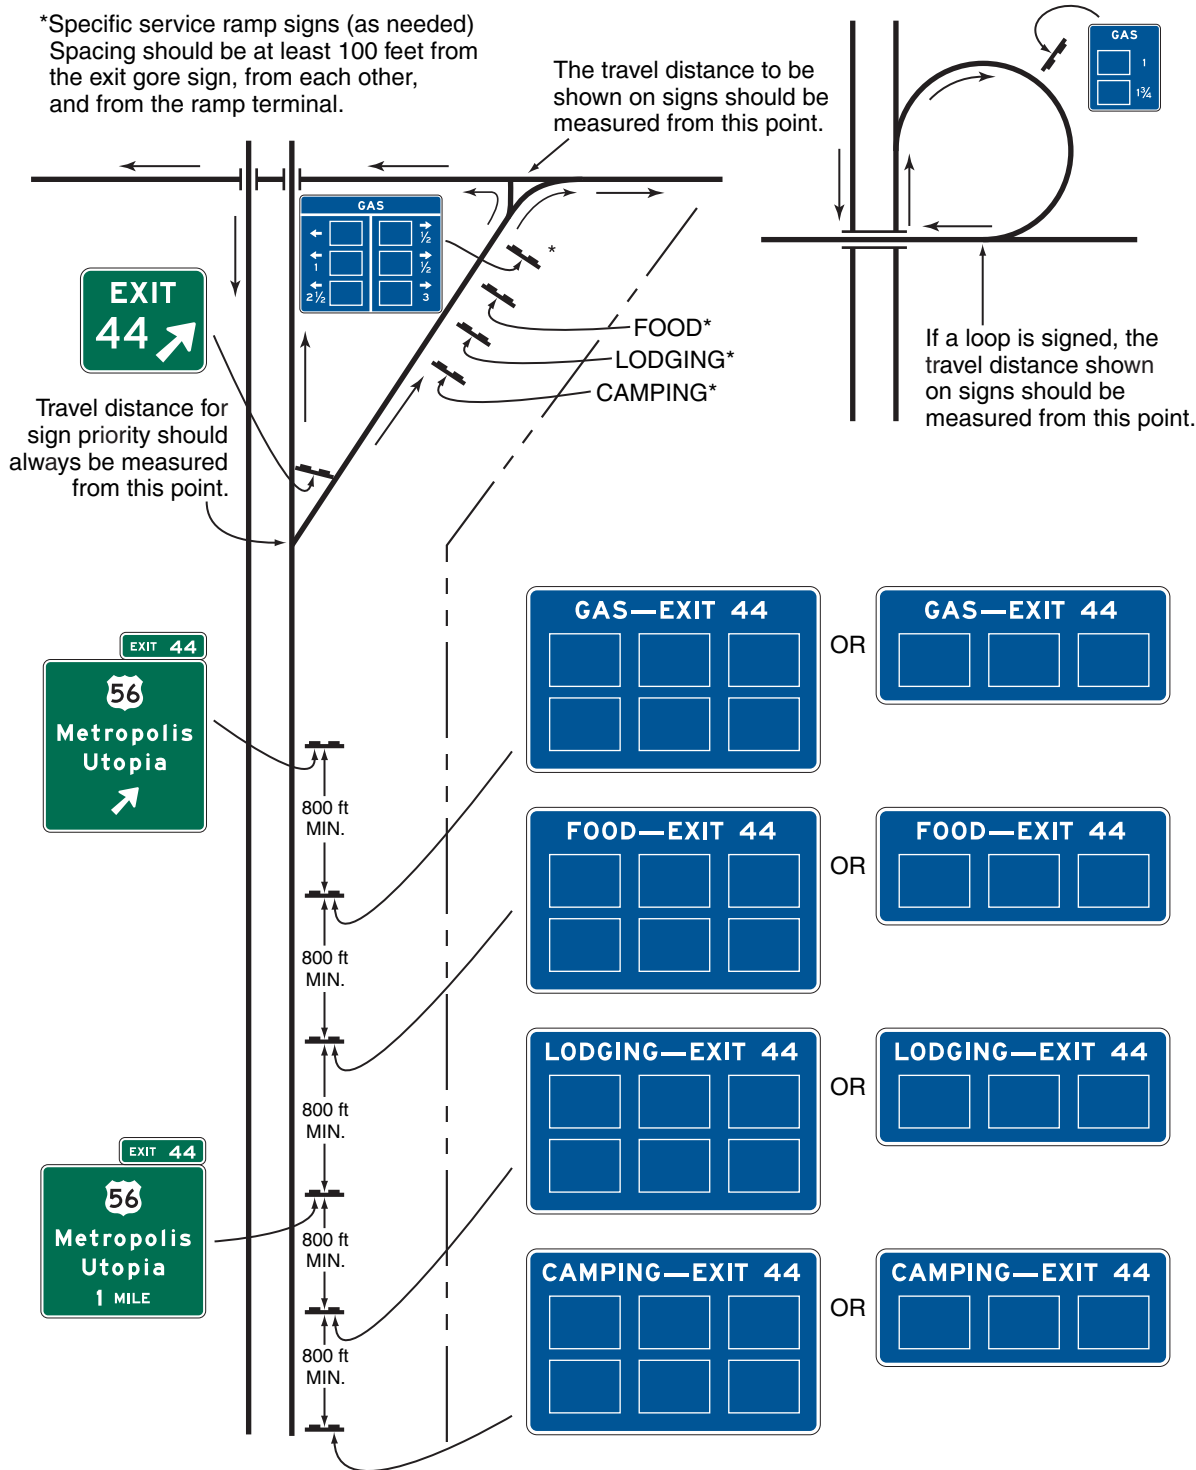 *Specific service ramp signs (as needed)
Spacing should be at least 100 feet from
the exit gore sign, from each other,
and from the ramp terminal.
The travel distance to be
shown on signs should be
measured from this point.
GAS
1
1¾
GAS
½
1
½
2½
3
*
EXIT
44
FOOD*
LODGING*
CAMPING*
If a loop is signed, the
travel distance shown
on signs should be
measured from this point.
Travel distance for
sign priority should
always be measured
from this point.
EXIT 44
56
Metropolis
Utopia
800 ft
MIN.
GAS—EXIT 44
OR
GAS—EXIT 44
FOOD—EXIT 44
OR
FOOD—EXIT 44
800 ft
MIN.
LODGING—EXIT 44
OR
LODGING—EXIT 44
800 ft
MIN.
EXIT 44
56
Metropolis
Utopia
1 MILE
800 ft
MIN.
CAMPING—EXIT 44
OR
CAMPING—EXIT 44
800 ft
MIN.